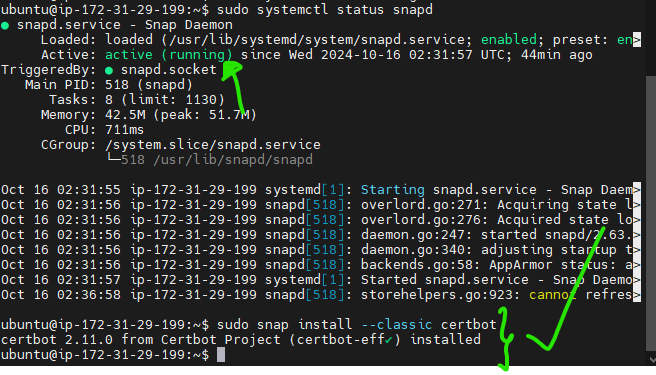 ubuntu@ip-172-31-29-199:~$ sudo systemctl status snapd
● snapd.service - Snap Daemon
Loaded: loaded (/usr/lib/systemd/system/snapd.service; enabled; preset: en>
Active: active (running) since Wed 2024-10-16 02:31:57 UTC; 44min ago
TriggeredBy: ● snapd.socket
Main PID: 518 (snapd)
Tasks: 8 (limit: 1130)
Memory: 42.5M (peak: 51.7M)
CPU: 711ms
CGroup: /system.slice/snapd.service
└─518 /usr/lib/snapd/snapd
Oct 16 02:31:55 ip-172-31-29-199 systemd[1]: Starting snapd.service - Snap Daem>
Oct 16 02:31:56 ip-172-31-29-199 snapd[518]: overlord.go:271: Acquiring state l>
Oct 16 02:31:56 ip-172-31-29-199 snapd[518]: overlord.go:276: Acquired state lo>
Oct 16 02:31:56 ip-172-31-29-199 snapd[518]: daemon.go:247: started snapd/2.63.>
Oct 16 02:31:56 ip-172-31-29-199 snapd[518]: daemon.go:340: adjusting startup t>
Oct 16 02:31:56 ip-172-31-29-199 snapd[518]: backends.go:58: AppArmor status: a>
Oct 16 02:31:57 ip-172-31-29-199 systemd[1]: Started snapd.service - Snap Daemo>
Oct 16 02:36:58 ip-172-31-29-199 snapd[518]: storehelpers.go:923: cannot refres>
ubuntu@ip-172-31-29-199:~$ sudo snap install --classic certbot
certbot 2.11.0 from Certbot Project (certbot-eff✓) installed
ubuntu@ip-172-31-29-199:~$